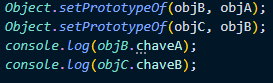 Object.setPrototypeOf(objB, objA);
Object.setPrototypeOf(objC, objB);
console.log(objB.chaveA);
console.log(objC.chaveB);